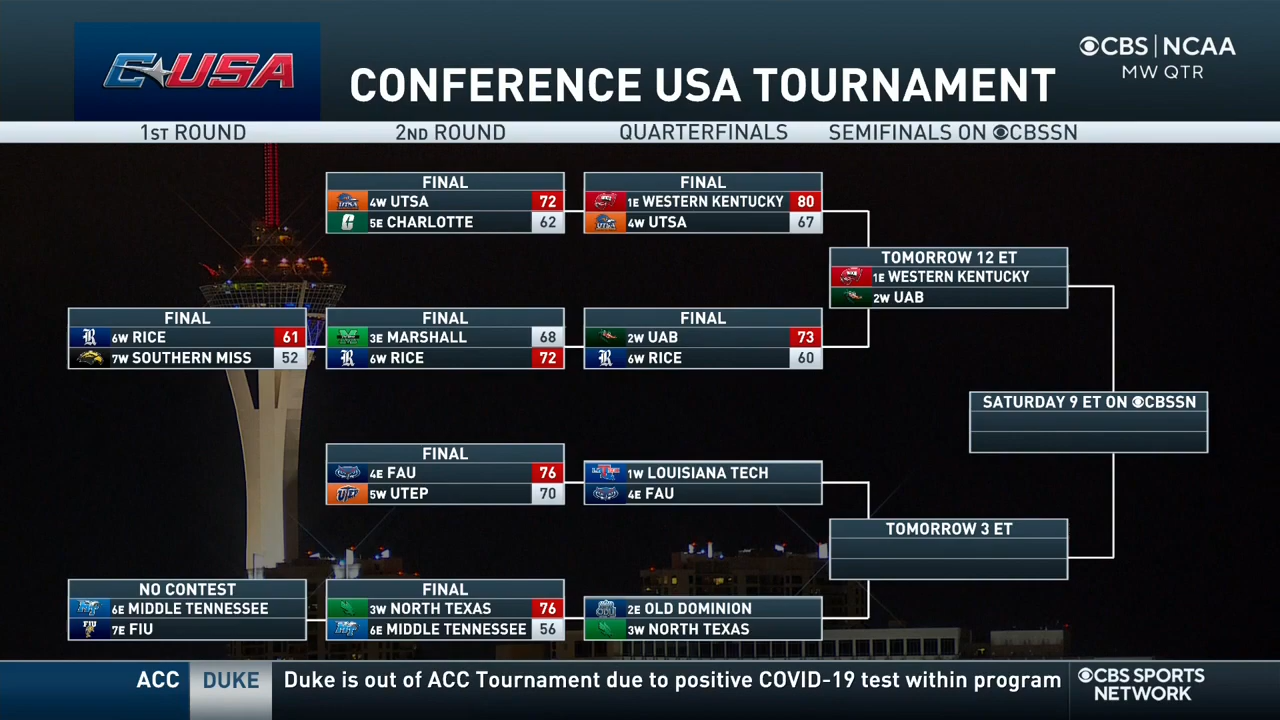 C★USA
CONFERENCE USA TOURNAMENT
CBS | NCAA
MW QTR
1ST ROUND
2ND ROUND
QUARTERFINALS
SEMIFINALS ON CBSSN
FINAL
4W UTSA 72
5E CHARLOTTE 62
FINAL
1E WESTERN KENTUCKY 80
4W UTSA 67
TOMORROW 12 ET
1E WESTERN KENTUCKY
2W UAB
FINAL
6W RICE 61
7W SOUTHERN MISS 52
FINAL
3E MARSHALL 68
6W RICE 72
FINAL
2W UAB 73
6W RICE 60
SATURDAY 9 ET ON CBSSN
FINAL
4E FAU 76
5W UTEP 70
1W LOUISIANA TECH
4E FAU
TOMORROW 3 ET
NO CONTEST
6E MIDDLE TENNESSEE
7E FIU
FINAL
3W NORTH TEXAS 76
6E MIDDLE TENNESSEE 56
2E OLD DOMINION
3W NORTH TEXAS
ACC DUKE Duke is out of ACC Tournament due to positive COVID-19 test within program
CBS SPORTS
NETWORK